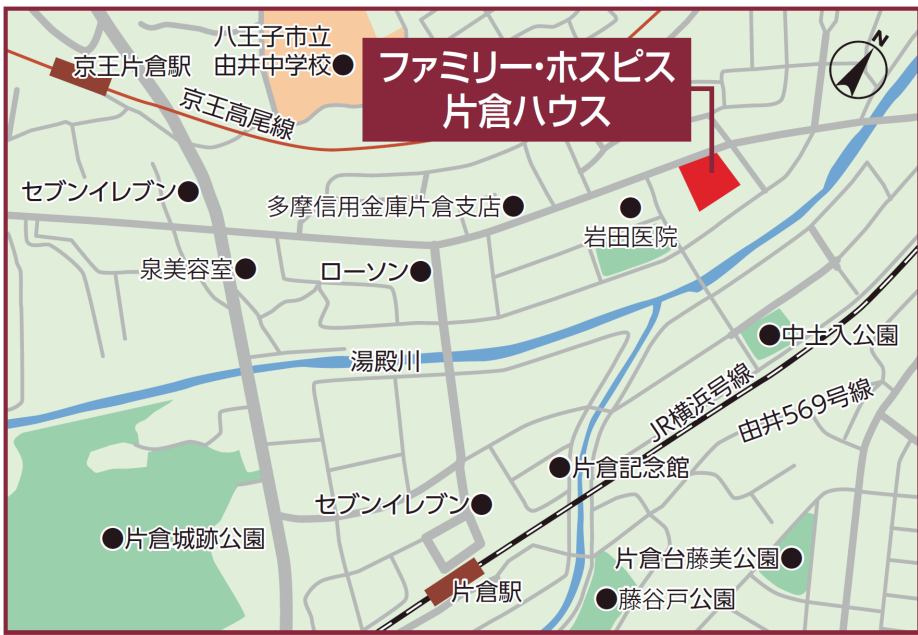 八王子市立
由井中学校
京王片倉駅
京王高尾線
ファミリー・ホスピス
片倉ハウス
N
セブンイレブン
多摩信用金庫片倉支店
岩田医院
泉美容室
ローソン
湯殿川
中土入公園
JR横浜号線
由井569号線
片倉記念館
セブンイレブン
片倉城跡公園
片倉台藤美公園
片倉駅
藤谷戸公園